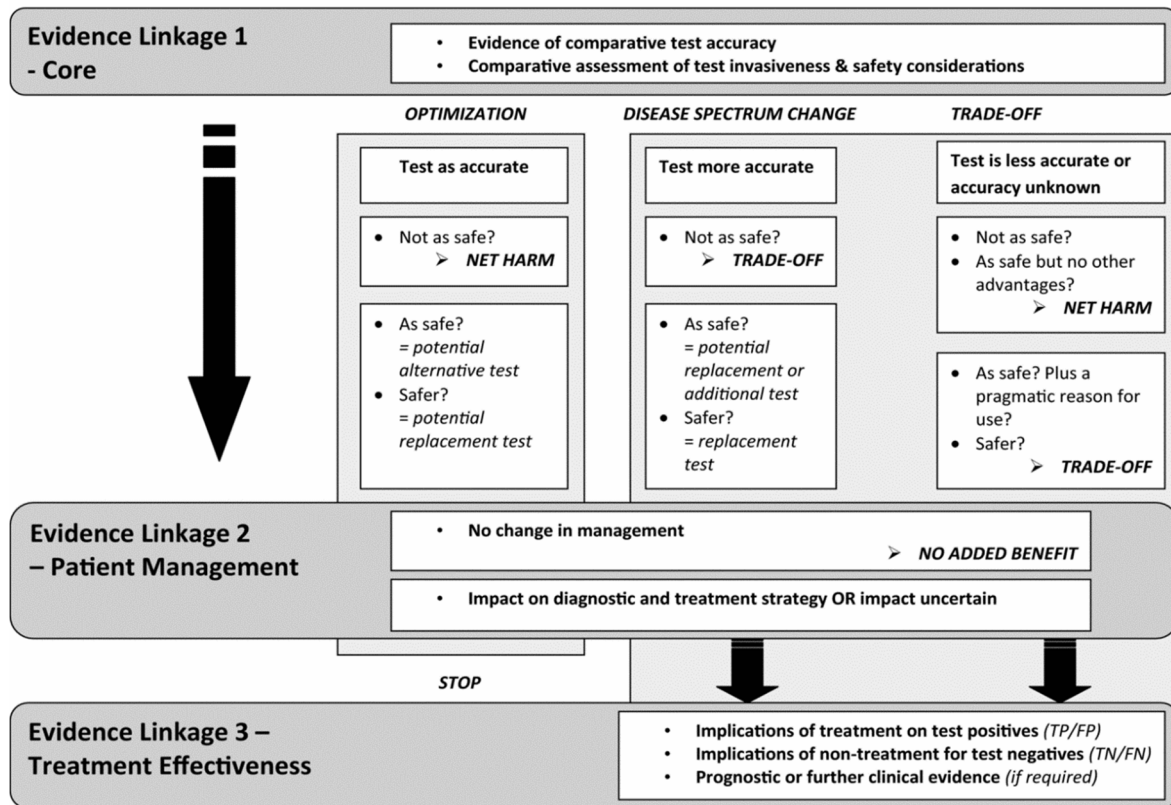 Evidence Linkage 1
- Core
• Evidence of comparative test accuracy
• Comparative assessment of test invasiveness & safety considerations
OPTIMIZATION
DISEASE SPECTRUM CHANGE
TRADE-OFF
Test as accurate
• Not as safe?
➢ NET HARM
• As safe?
= potential
alternative test
• Safer?
= potential
replacement test
Test more accurate
• Not as safe?
➢ TRADE-OFF
• As safe?
= potential
replacement or
additional test
• Safer?
= replacement
test
Test is less accurate or
accuracy unknown
• Not as safe?
• As safe but no other
advantages?
➢ NET HARM
• As safe? Plus a
pragmatic reason for
use?
• Safer?
➢ TRADE-OFF
Evidence Linkage 2
– Patient Management
• No change in management
➢ NO ADDED BENEFIT
• Impact on diagnostic and treatment strategy OR impact uncertain
STOP
Evidence Linkage 3 –
Treatment Effectiveness
• Implications of treatment on test positives (TP/FP)
• Implications of non-treatment for test negatives (TN/FN)
• Prognostic or further clinical evidence (if required)